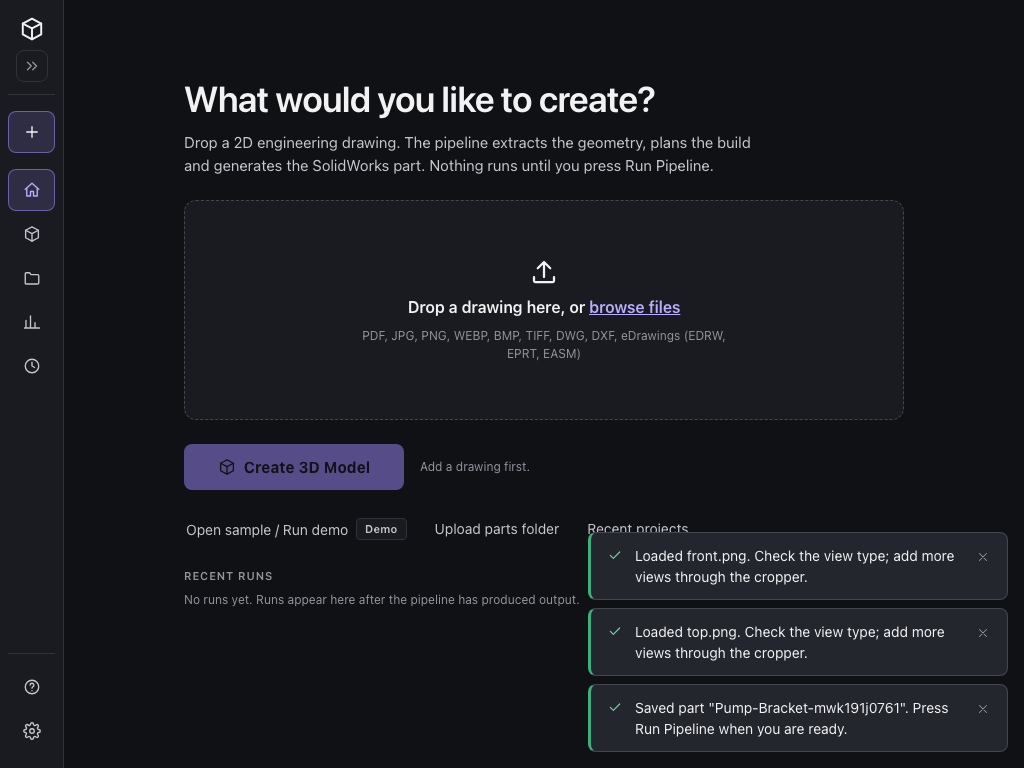 What would you like to create?
Drop a 2D engineering drawing. The pipeline extracts the geometry, plans the build
and generates the SolidWorks part. Nothing runs until you press Run Pipeline.
Drop a drawing here, or browse files
PDF, JPG, PNG, WEBP, BMP, TIFF, DWG, DXF, eDrawings (EDRW,
EPRT, EASM)
Create 3D Model
Add a drawing first.
Open sample / Run demo
Demo
Upload parts folder
Recent projects
RECENT RUNS
No runs yet. Runs appear here after the pipeline has produced output.
Loaded front.png. Check the view type; add more
views through the cropper.
Loaded top.png. Check the view type; add more
views through the cropper.
Saved part "Pump-Bracket-mwk191j0761". Press
Run Pipeline when you are ready.